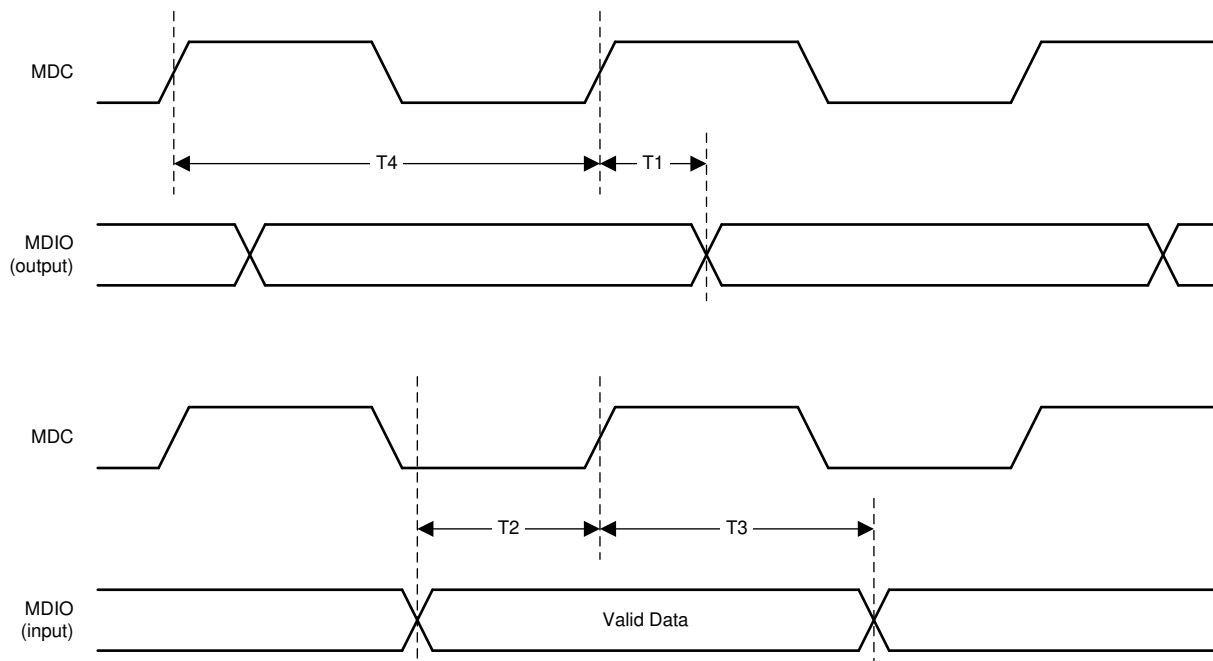 MDC
T4
T1
MDIO
(output)
MDC
T2
T3
MDIO
(input)
Valid Data